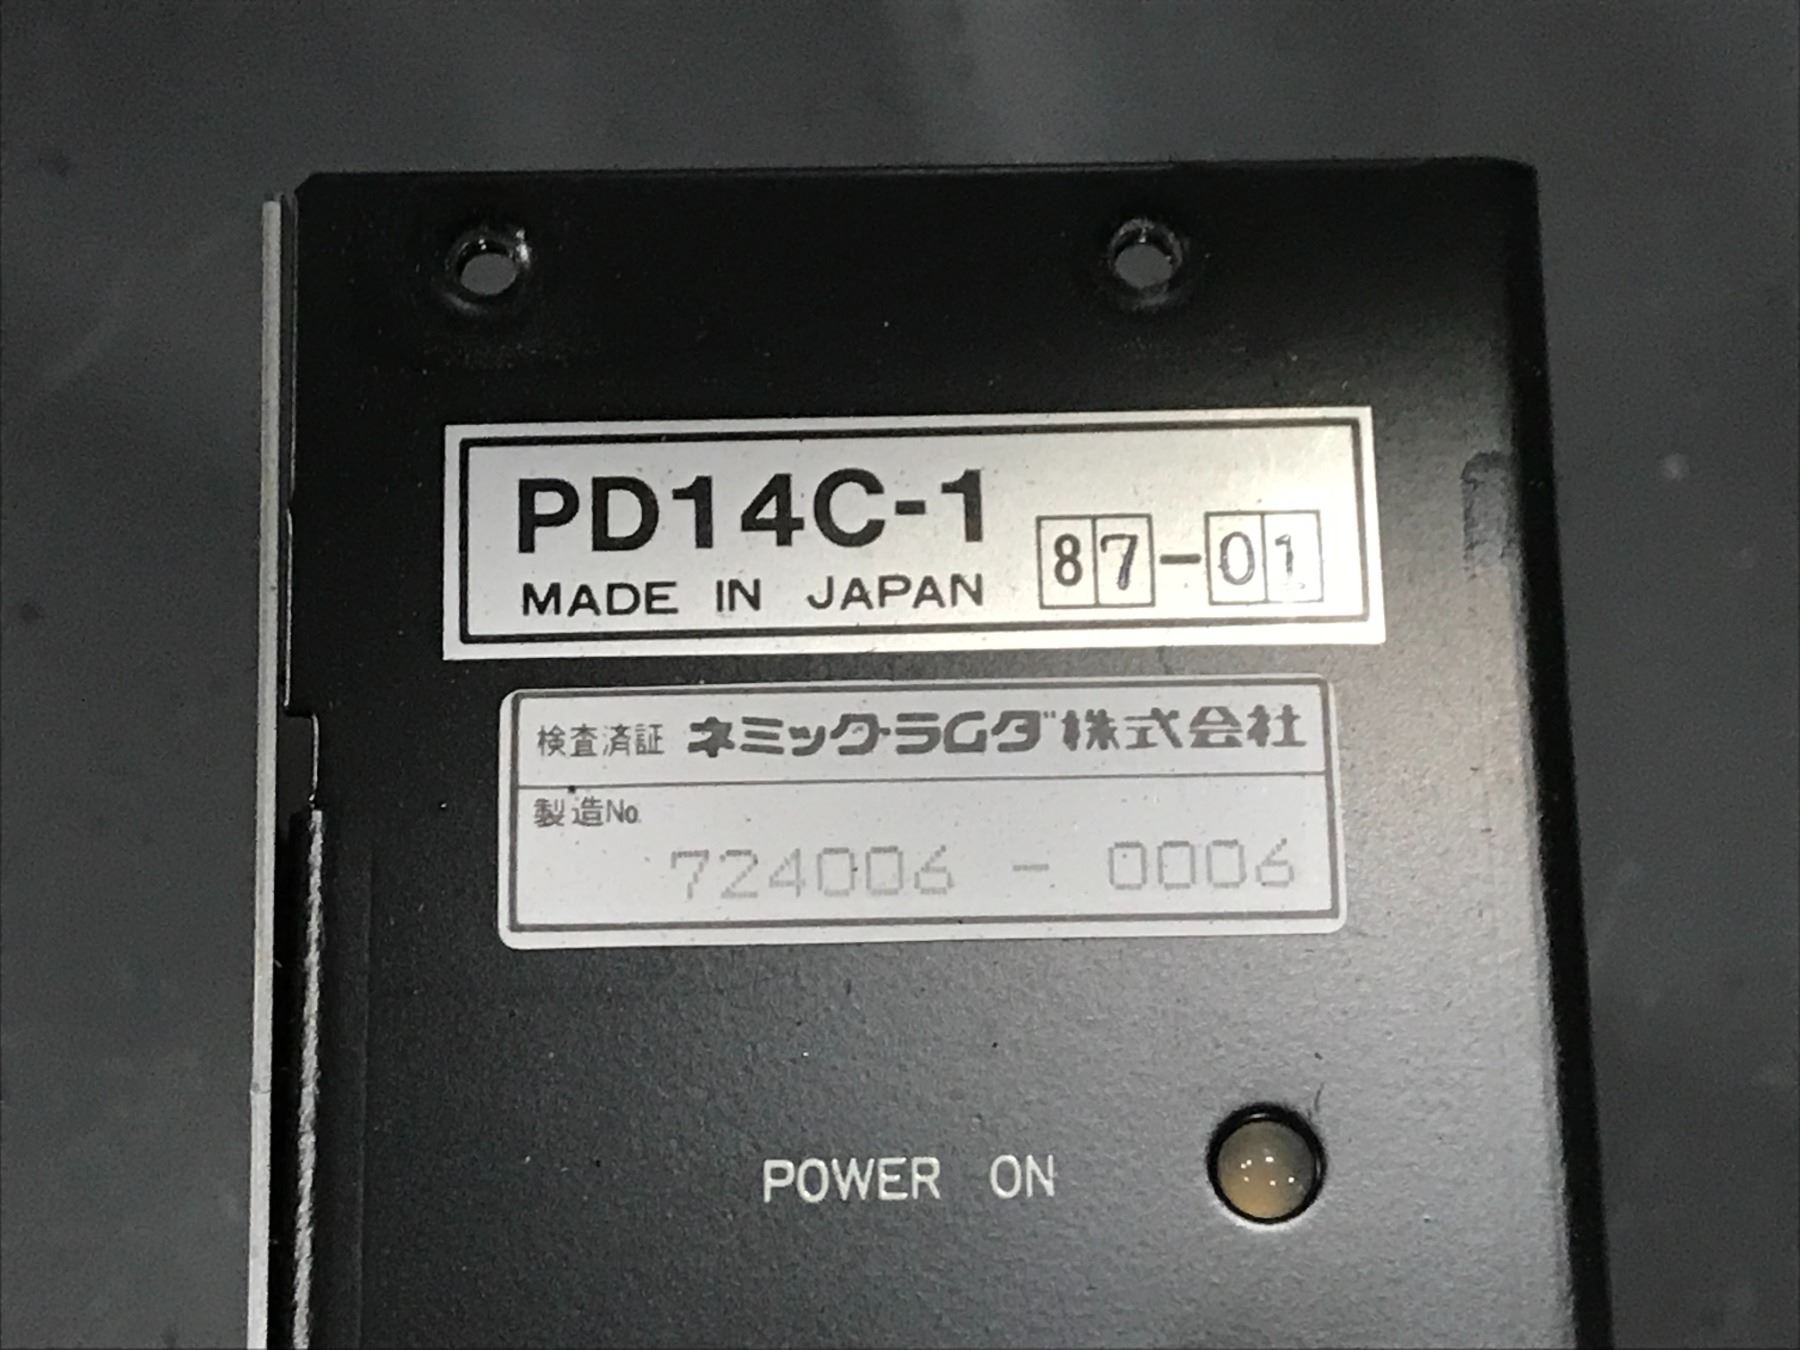 PD14C-1 87-01
MADE IN JAPAN
検査済証 ネミック・ラムダ株式会社
製造No.
724006 - 0006
POWER ON